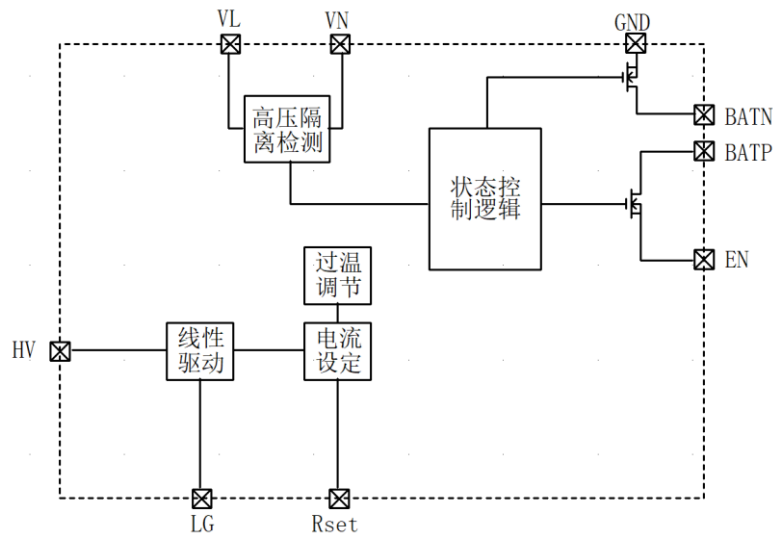 VL
VN
GND
高压隔
离检测
BATN
BATP
状态控
制逻辑
EN
过温
调节
HV
线性
驱动
电流
设定
LG
Rset